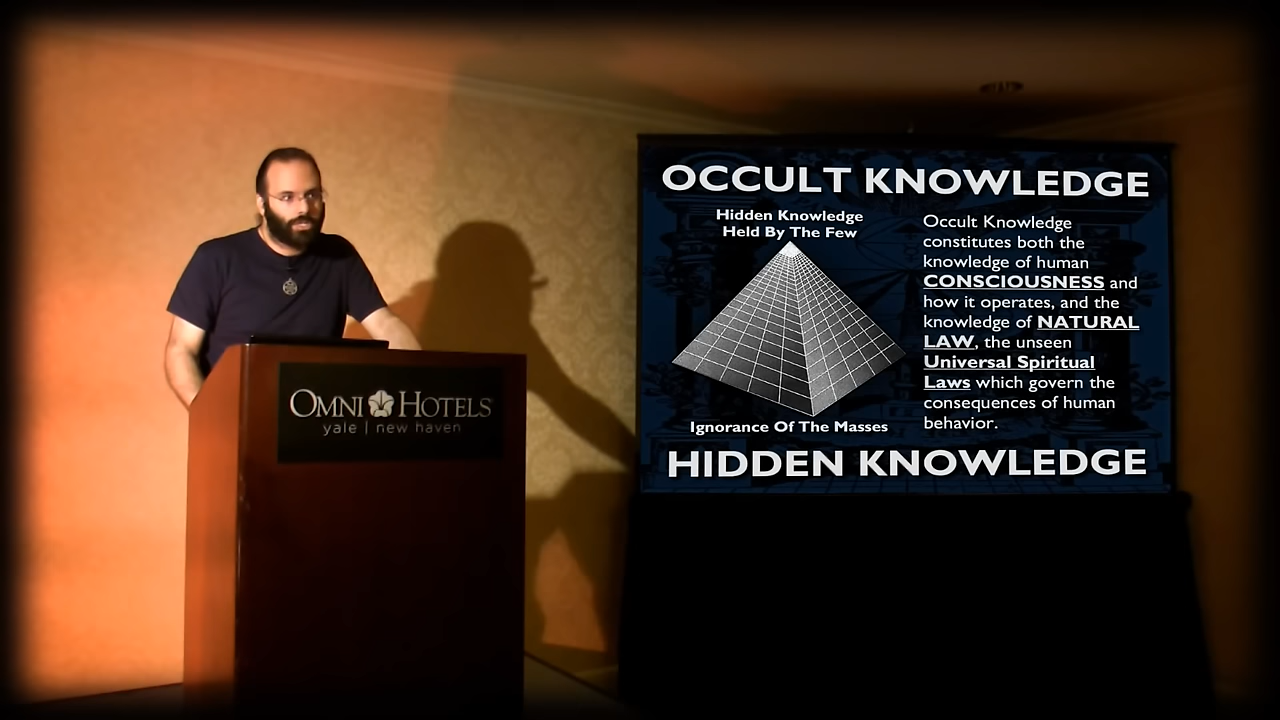 OMNI HOTELS
yale | new haven
OCCULT KNOWLEDGE
Hidden Knowledge
Held By The Few
Ignorance Of The Masses
Occult Knowledge
constitutes both the
knowledge of human
CONSCIOUSNESS and
how it operates, and the
knowledge of NATURAL
LAW, the unseen
Universal Spiritual
Laws which govern the
consequences of human
behavior.
HIDDEN KNOWLEDGE